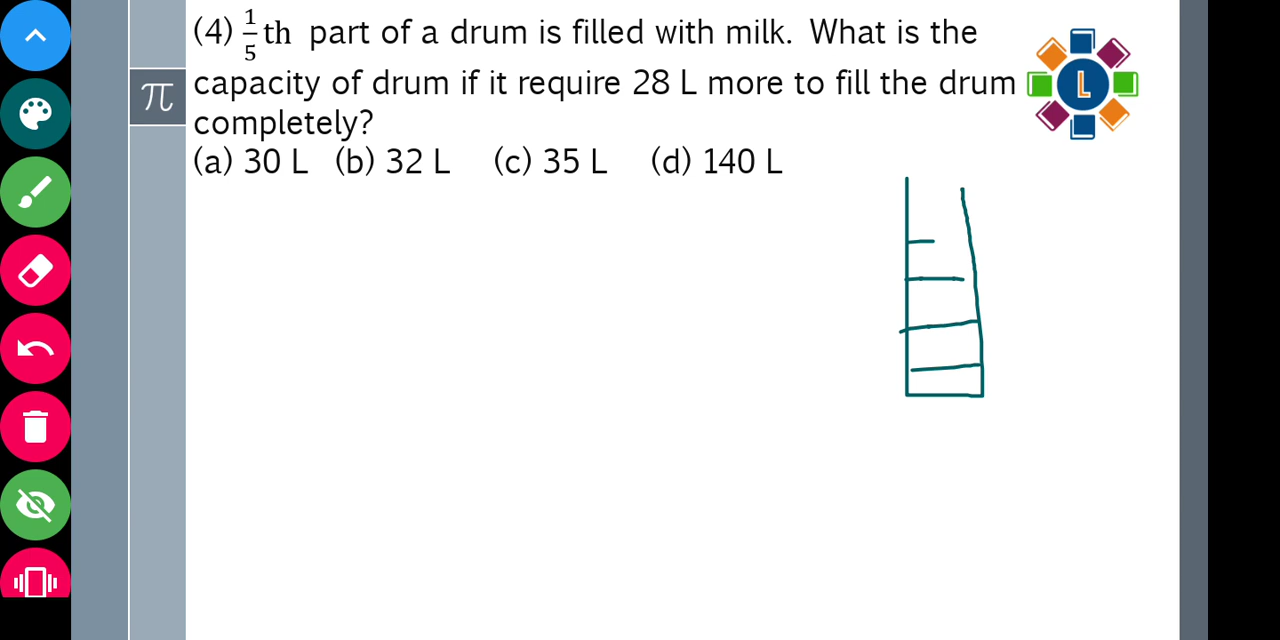 (4) 1/5 th part of a drum is filled with milk. What is the
capacity of drum if it require 28 L more to fill the drum
completely?
(a) 30 L (b) 32 L (c) 35 L (d) 140 L
π
L